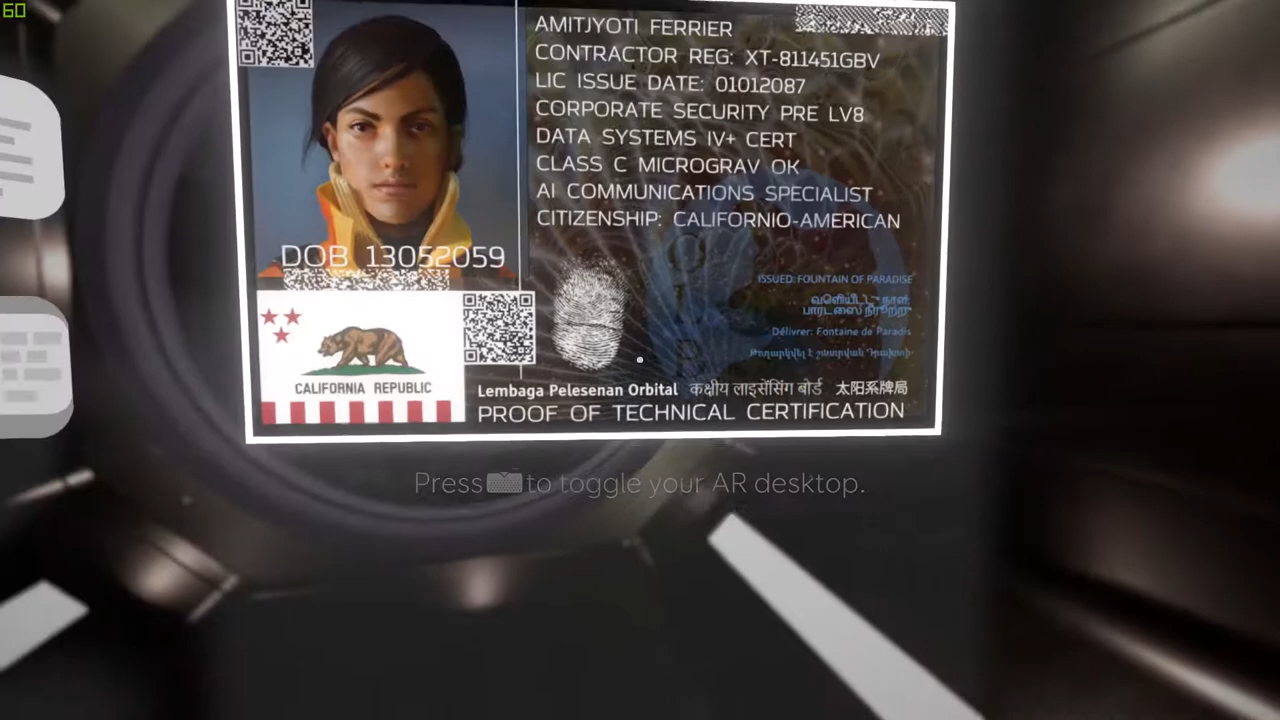 60
AMITJYOTI FERRIER
CONTRACTOR REG: XT-811451GBV
LIC ISSUE DATE: 01012087
CORPORATE SECURITY PRE LV8
DATA SYSTEMS IV+ CERT
CLASS C MICROGRAV OK
AI COMMUNICATIONS SPECIALIST
CITIZENSHIP: CALIFORNIO-AMERICAN
DOB 13052059
ISSUED: FOUNTAIN OF PARADISE
Délivrer: Fontaine de Paradis
CALIFORNIA REPUBLIC
Lembaga Pelesenan Orbital कक्षीय लाइसेंसिंग बोर्ड 太阳系牌局
PROOF OF TECHNICAL CERTIFICATION
Press to toggle your AR desktop.